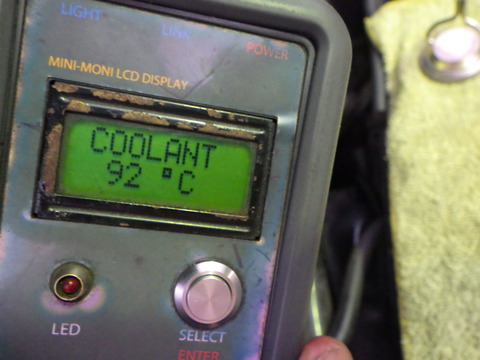 LIGHT
LINK
POWER
MINI-MONI LCD DISPLAY
COOLANT
92 °C
LED
SELECT
ENTER